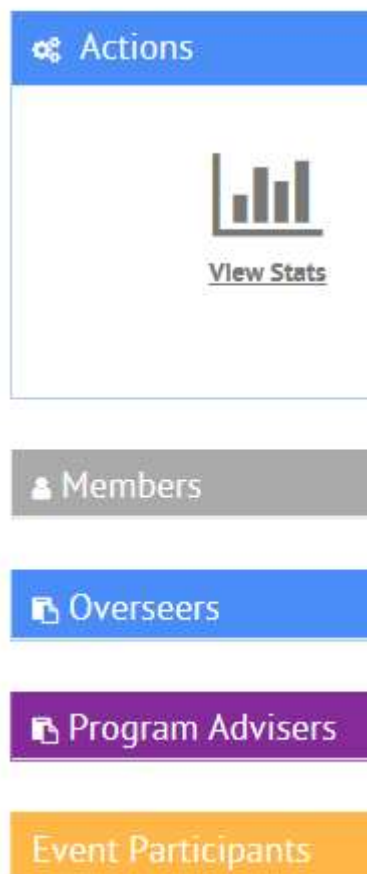 Actions
View Stats
Members
Overseers
Program Advisers
Event Participants